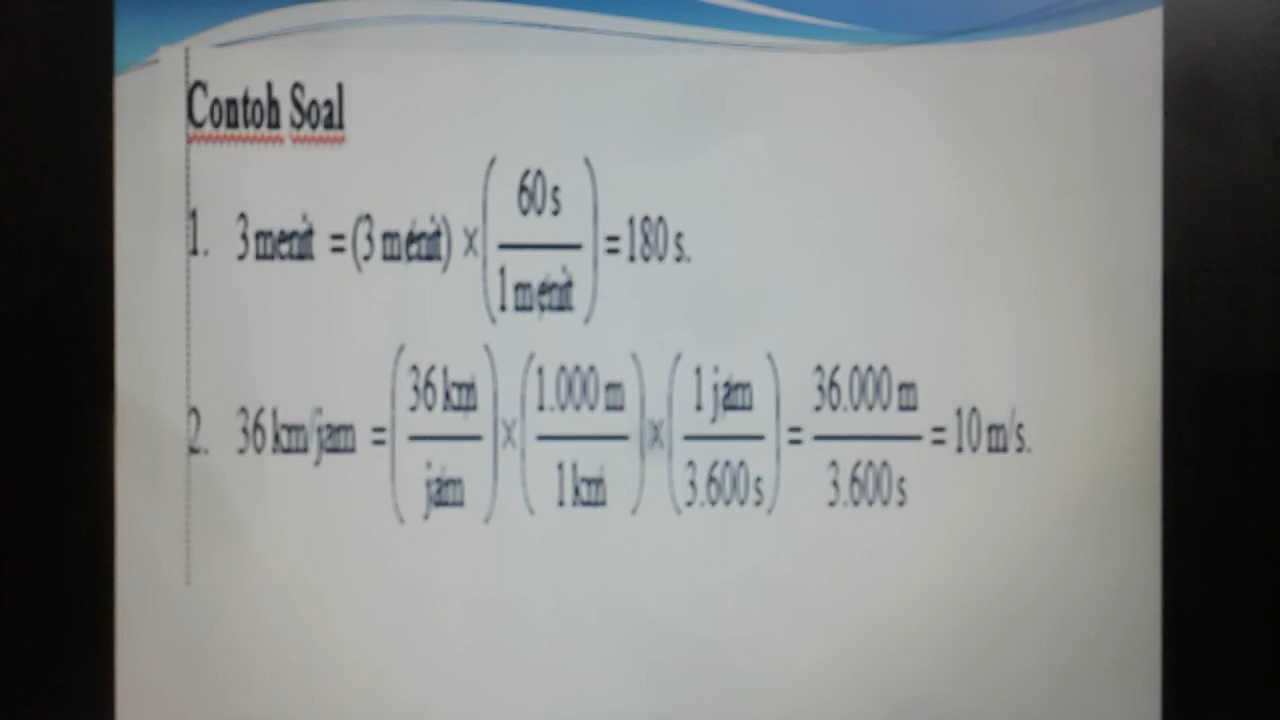 Contoh Soal
1. 3 menit = (3 menit) × (60 s / 1 menit) = 180 s.
2. 36 km/jam = (36 km / jam) × (1.000 m / 1 km) × (1 jam / 3.600 s) = 36.000 m / 3.600 s = 10 m/s.